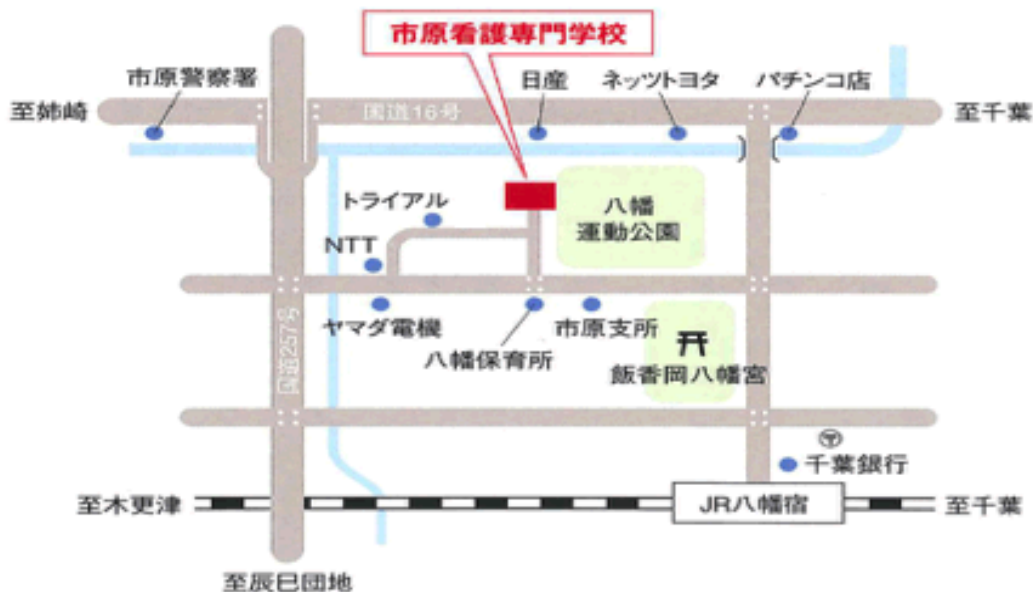 市原看護専門学校
市原警察署
日産
ネッツトヨタ
パチンコ店
至姉崎
国道16号
至千葉
トライアル
八幡
運動公園
NTT
国道257号
ヤマダ電機
八幡保育所
市原支所
飯香岡八幡宮
〒
千葉銀行
至木更津
JR八幡宿
至千葉
至辰巳団地